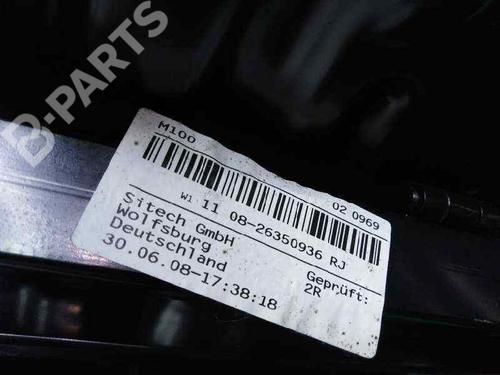 B-PARTS
M100
02 0969
W1 11 08-26350936 RJ
Sitech GmbH
Wolfsburg
Deutschland
30.06.08-17:38:18
Geprüft:
2R